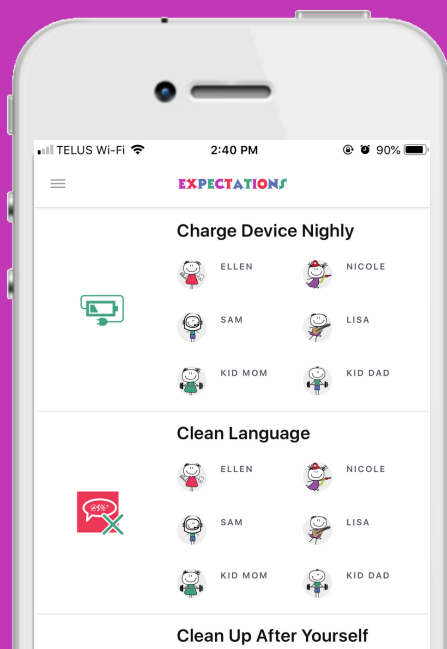 TELUS Wi-Fi 2:40 PM 90%
EXPECTATIONS
Charge Device Nighly
ELLEN NICOLE
SAM LISA
KID MOM KID DAD
Clean Language
@$%*
ELLEN NICOLE
SAM LISA
KID MOM KID DAD
Clean Up After Yourself